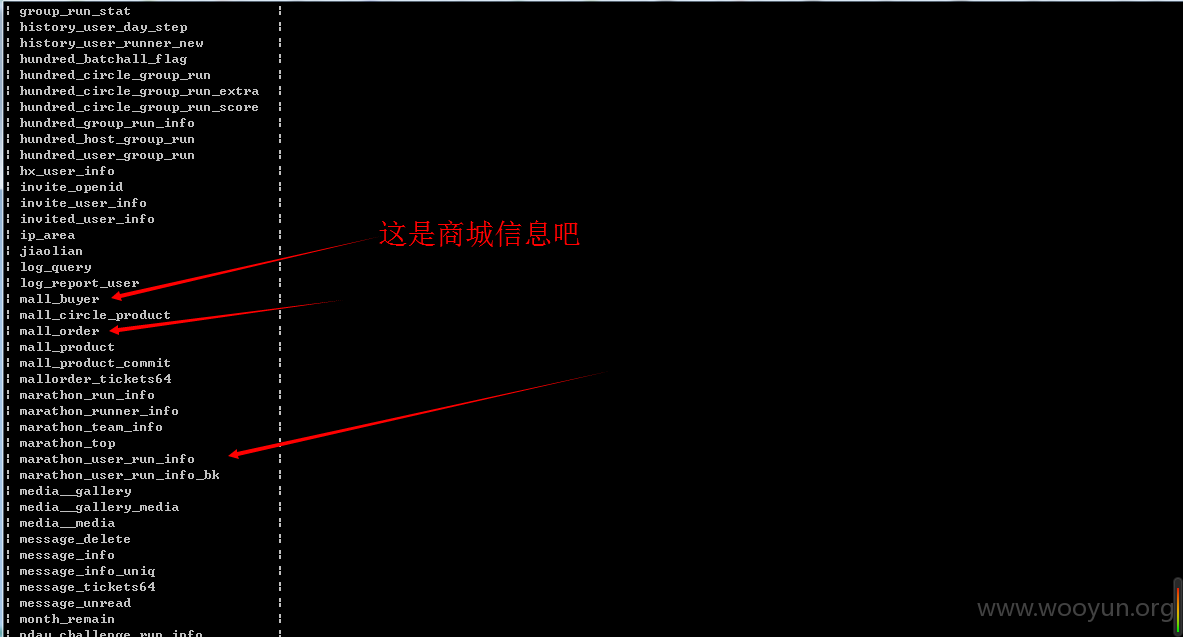 group_run_stat
history_user_day_step
history_user_runner_new
hundred_batchall_flag
hundred_circle_group_run
hundred_circle_group_run_extra
hundred_circle_group_run_score
hundred_group_run_info
hundred_host_group_run
hundred_user_group_run
hx_user_info
invite_openid
invite_user_info
invited_user_info
ip_area
这是商城信息吧
jiaolian
log_query
log_report_user
mall_buyer
mall_circle_product
mall_order
mall_product
mall_product_commit
mallorder_tickets64
marathon_run_info
marathon_runner_info
marathon_team_info
marathon_top
marathon_user_run_info
marathon_user_run_info_bk
media__gallery
media__gallery_media
media__media
message_delete
message_info
message_info_uniq
message_tickets64
message_unread
www.wooyun.org
month_remain
nday_challenge_run_info